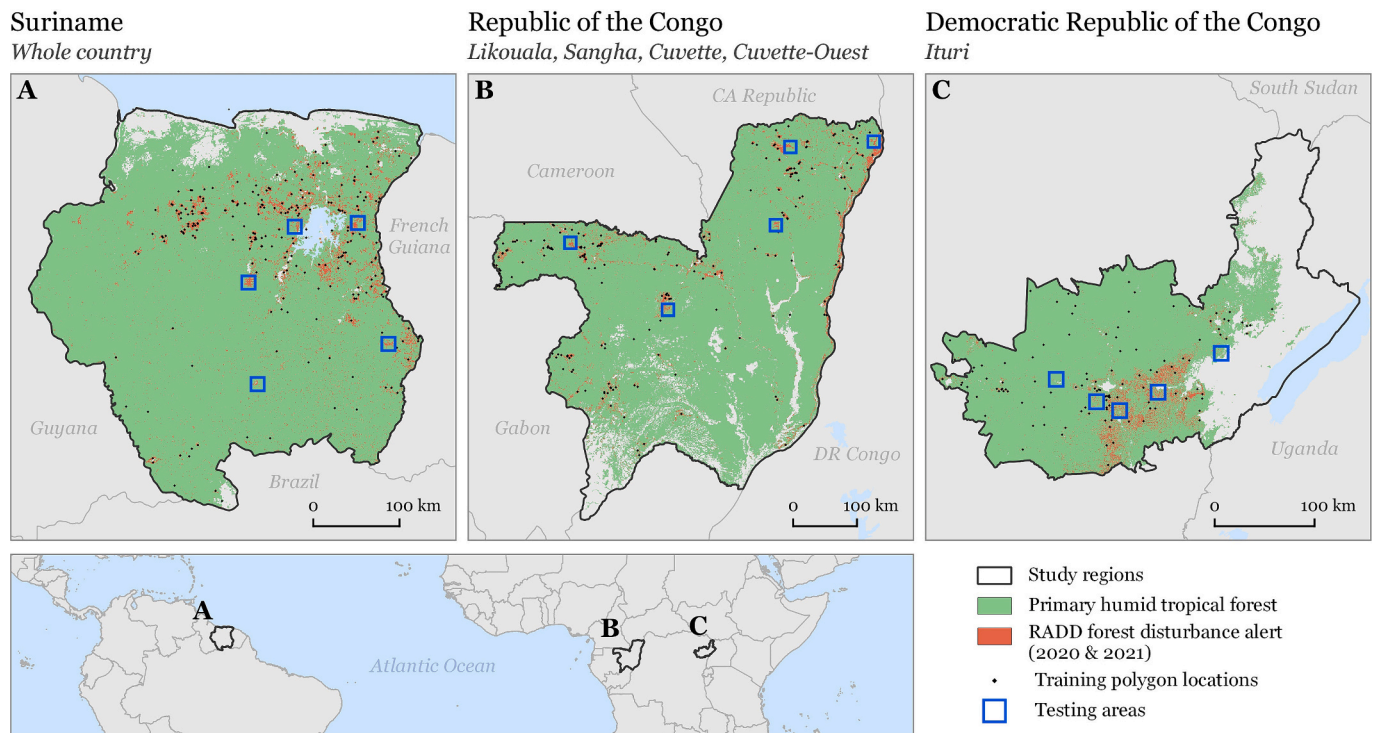 Suriname
Whole country
Republic of the Congo
Likouala, Sangha, Cuvette, Cuvette-Ouest
Democratic Republic of the Congo
Ituri
A
French
Guiana
Guyana
Brazil
0 100 km
B
CA Republic
Cameroon
Gabon
DR Congo
0 100 km
C
South Sudan
Uganda
0 100 km
A
B
C
Atlantic Ocean
Study regions
Primary humid tropical forest
RADD forest disturbance alert
(2020 & 2021)
Training polygon locations
Testing areas